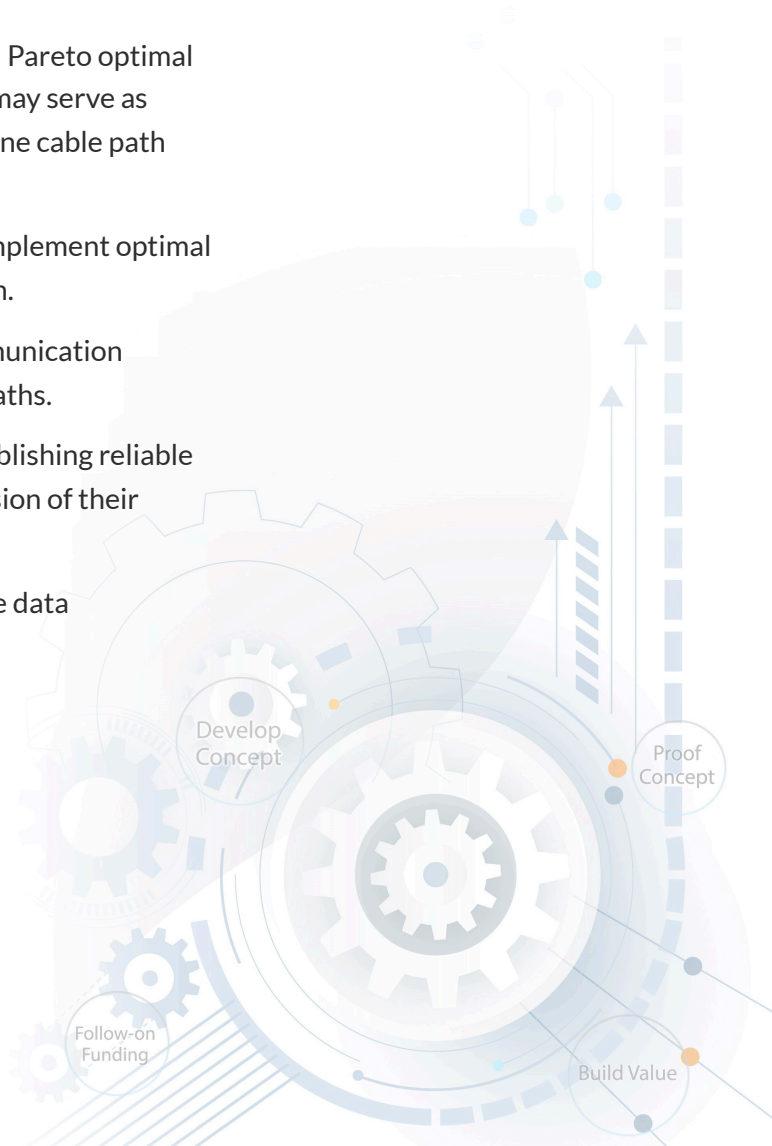 Pareto optimal
may serve as
ne cable path
mplement optimal
n.
munication
aths.
blishing reliable
sion of their
e data
Develop
Concept
Proof
Concept
Follow-on
Funding
Build Value